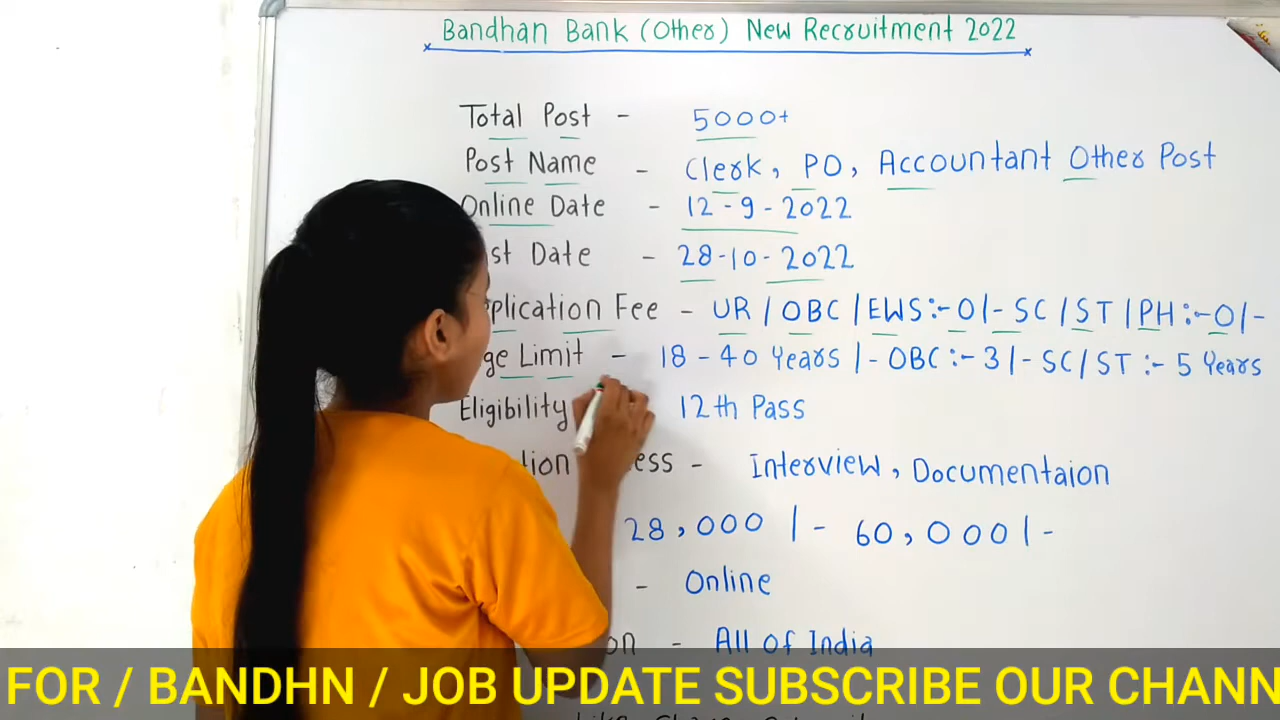 Bandhan Bank (Other) New Recruitment 2022
Total Post - 5000+
Post Name - Clerk, PO, Accountant Other Post
Online Date - 12-9-2022
st Date - 28-10-2022
plication Fee - UR / OBC / EWS:-0/- SC / ST / PH :-0/-
ge Limit - 18 - 40 Years /- OBC :- 3/- SC/ ST :- 5 Years
Eligibility 12th Pass
tion ess - Interview, Documentaion
28,000 /- 60,000/-
- Online
on - All of India
FOR / BANDHN / JOB UPDATE SUBSCRIBE OUR CHANN